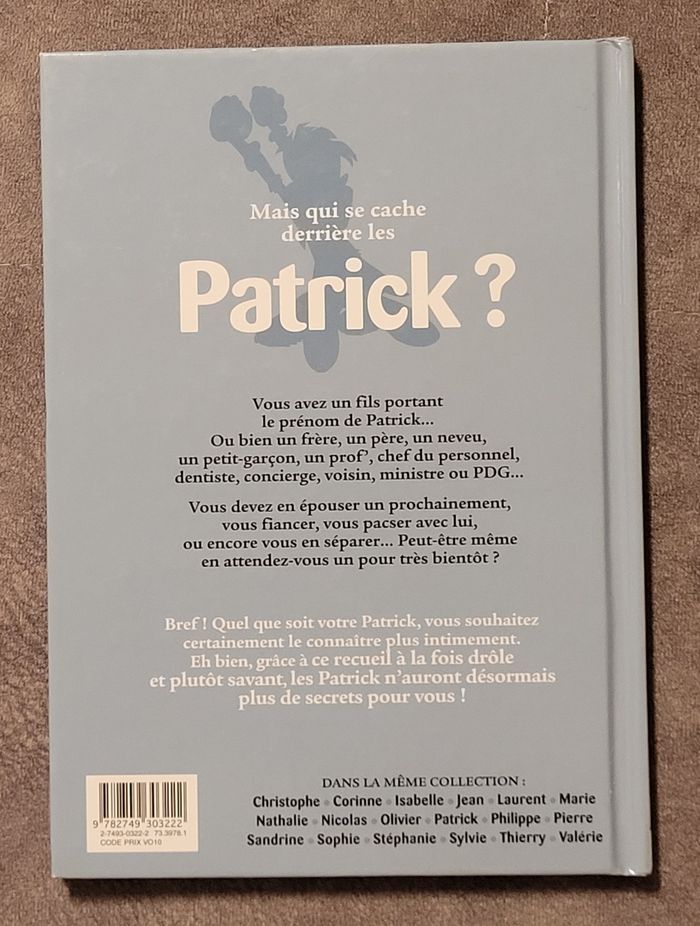 Mais qui se cache
derrière les
Patrick ?
Vous avez un fils portant
le prénom de Patrick...
Ou bien un frère, un père, un neveu,
un petit-garçon, un prof', chef du personnel,
dentiste, concierge, voisin, ministre ou PDG...
Vous devez en épouser un prochainement,
vous fiancer, vous pacser avec lui,
ou encore vous en séparer... Peut-être même
en attendez-vous un pour très bientôt ?
Bref ! Quel que soit votre Patrick, vous souhaitez
certainement le connaître plus intimement.
Eh bien, grâce à ce recueil à la fois drôle
et plutôt savant, les Patrick n'auront désormais
plus de secrets pour vous !
DANS LA MÊME COLLECTION :
Christophe • Corinne • Isabelle • Jean • Laurent • Marie
Nathalie • Nicolas • Olivier • Patrick • Philippe • Pierre
Sandrine • Sophie • Stéphanie • Sylvie • Thierry • Valérie
9 782749 303222
2-7493-0322-2 73.3978.1
CODE PRIX VO10